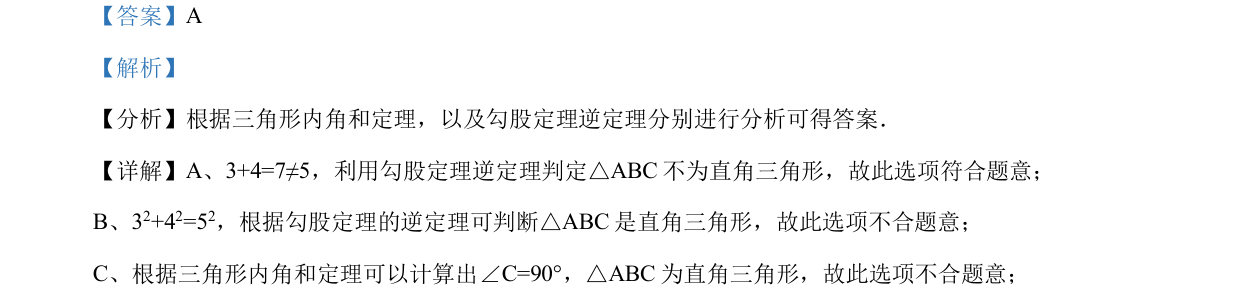 【答案】A
【解析】
【分析】根据三角形内角和定理，以及勾股定理逆定理分别进行分析可得答案．
【详解】A、3+4=7≠5，利用勾股定理逆定理判定△ABC 不为直角三角形，故此选项符合题意；
B、3²+4²=5²，根据勾股定理的逆定理可判断△ABC 是直角三角形，故此选项不合题意；
C、根据三角形内角和定理可以计算出∠C=90°，△ABC 为直角三角形，故此选项不合题意；